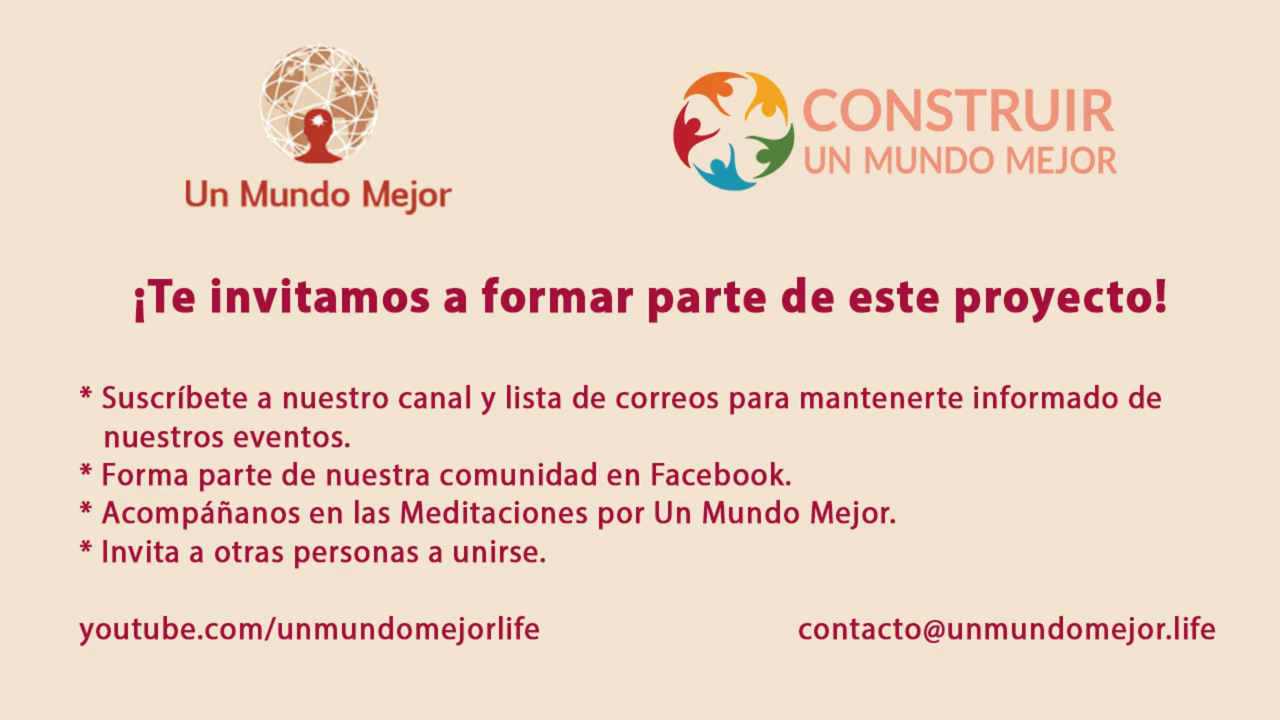 Un Mundo Mejor
CONSTRUIR
UN MUNDO MEJOR
¡Te invitamos a formar parte de este proyecto!
* Suscríbete a nuestro canal y lista de correos para mantenerte informado de
nuestros eventos.
* Forma parte de nuestra comunidad en Facebook.
* Acompáñanos en las Meditaciones por Un Mundo Mejor.
* Invita a otras personas a unirse.
youtube.com/unmundomejorlife
contacto@unmundomejor.life